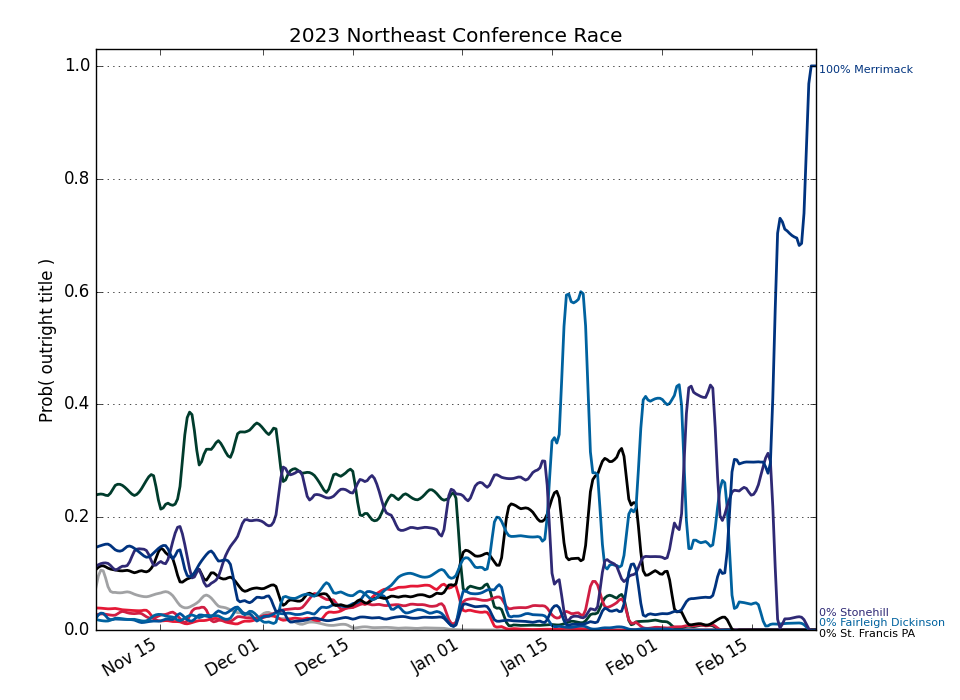 2023 Northeast Conference Race
1.0
100% Merrimack
0.8
0.6
Prob( outright title )
0.4
0.2
0% Stonehill
0% Fairleigh Dickinson
0.0
0% St. Francis PA
Nov 15
Dec 01
Dec 15
Jan 01
Jan 15
Feb 01
Feb 15